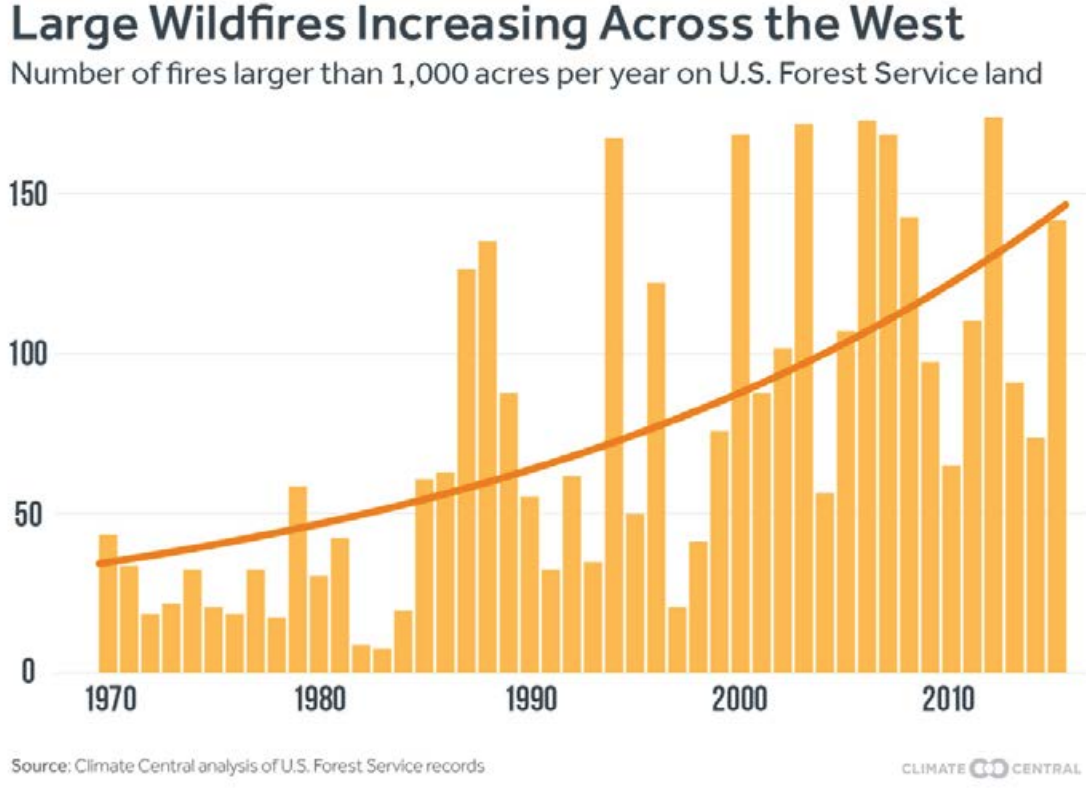 Large Wildfires Increasing Across the West
Number of fires larger than 1,000 acres per year on U.S. Forest Service land
150
100
50
0
1970 1980 1990 2000 2010
Source: Climate Central analysis of U.S. Forest Service records
CLIMATE CENTRAL